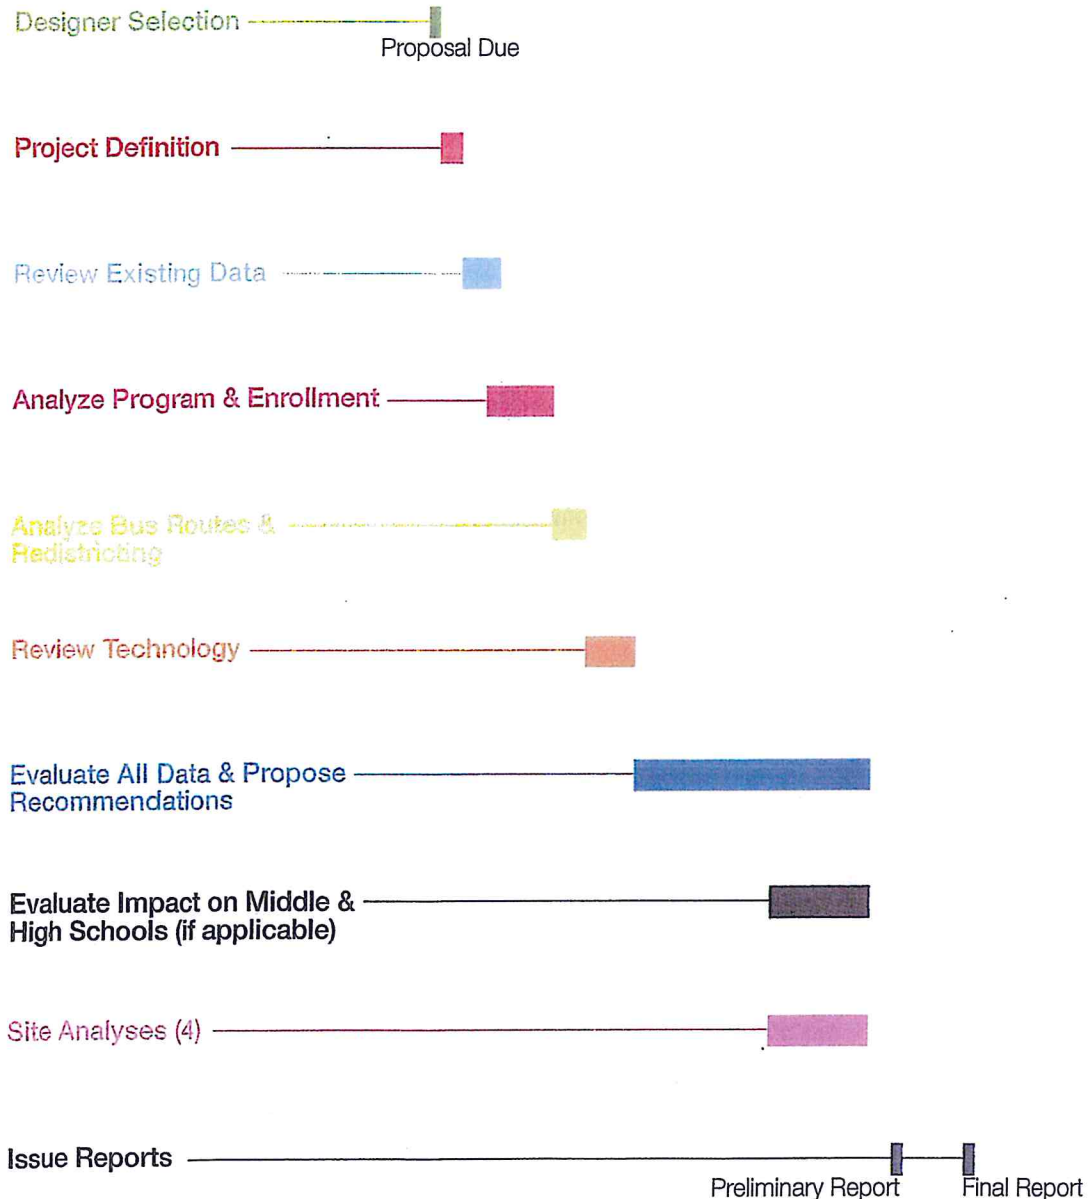 Designer Selection
Proposal Due
Project Definition
Review Existing Data
Analyze Program & Enrollment
Analyze Bus Routes &
Redistricting
Review Technology
Evaluate All Data & Propose
Recommendations
Evaluate Impact on Middle &
High Schools (if applicable)
Site Analyses (4)
Issue Reports
Preliminary Report
Final Report